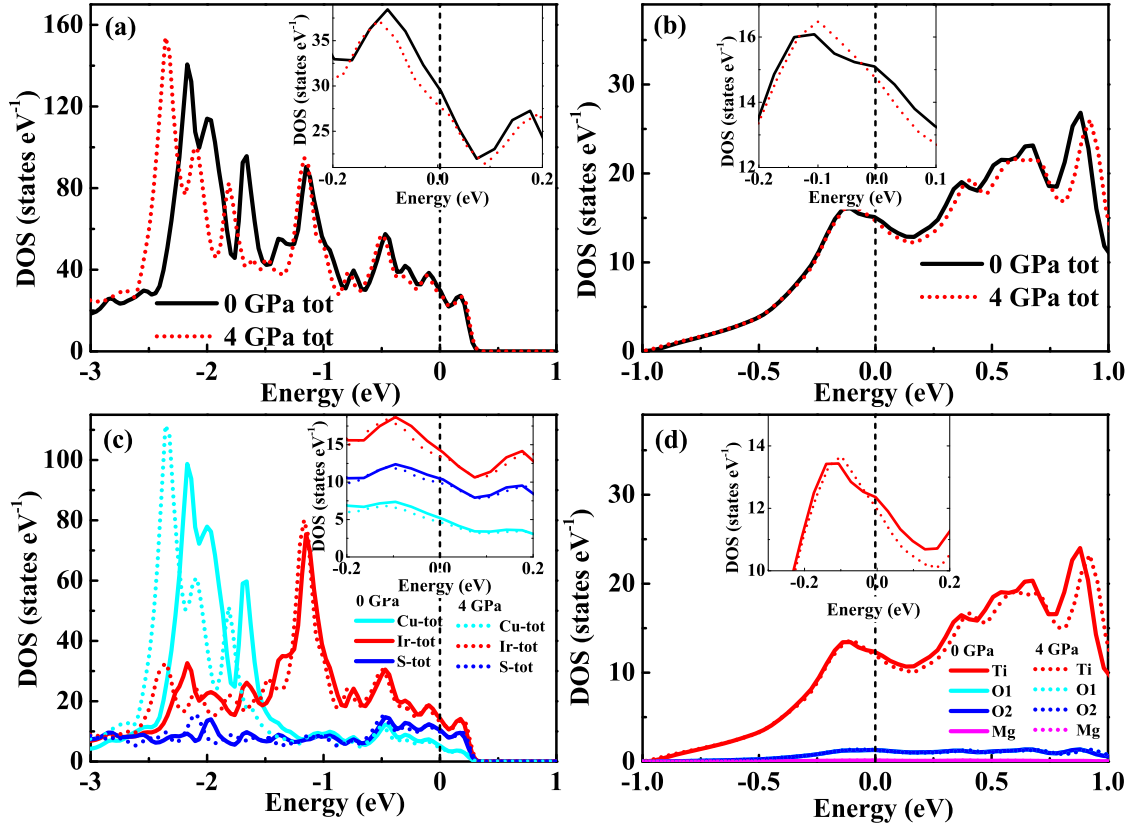 (a)
DOS (states eV-1)
160
120
80
40
0
-3
-2
-1
0
1
Energy (eV)
0 GPa tot
4 GPa tot
DOS (states eV-1)
35
30
25
-0.2
0.0
0.2
Energy (eV)
(b)
DOS (states eV-1)
30
20
10
0
-1.0
-0.5
0.0
0.5
1.0
Energy (eV)
0 GPa tot
4 GPa tot
DOS (states eV-1)
16
14
12
-0.2
-0.1
0.0
0.1
Energy (eV)
(c)
DOS (states eV-1)
100
80
60
40
20
0
-3
-2
-1
0
1
Energy (eV)
DOS (states eV-1)
15
10
5
0
-0.2
0.0
0.2
Energy (eV)
0 GPa 4 GPa
Cu-tot Cu-tot
Ir-tot Ir-tot
S-tot S-tot
(d)
DOS (states eV-1)
30
20
10
0
-1.0
-0.5
0.0
0.5
1.0
Energy (eV)
DOS (states eV-1)
14
13
12
11
10
-0.2
0.0
0.2
Energy (eV)
0 GPa 4 GPa
Ti Ti
O1 O1
O2 O2
Mg Mg